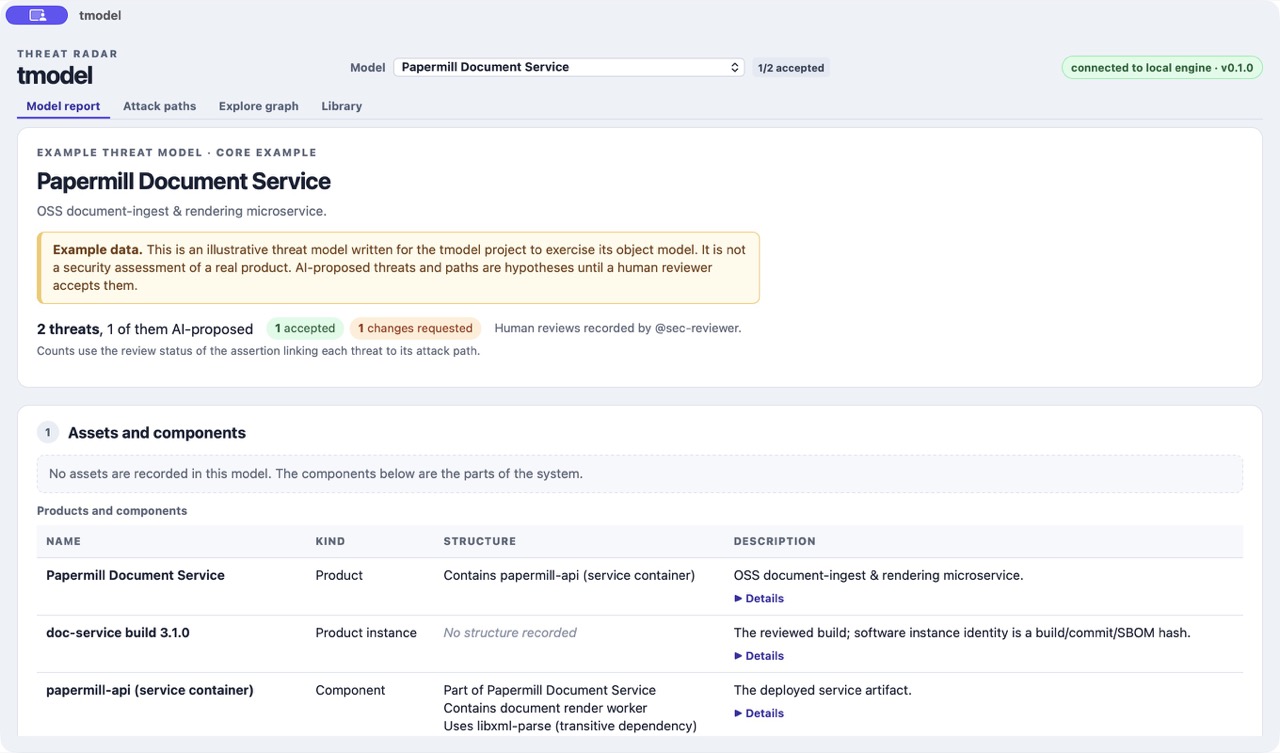 tmodel
THREAT RADAR
tmodel
Model
Papermill Document Service
1/2 accepted
connected to local engine · v0.1.0
Model report
Attack paths
Explore graph
Library
EXAMPLE THREAT MODEL · CORE EXAMPLE
Papermill Document Service
OSS document-ingest & rendering microservice.
Example data. This is an illustrative threat model written for the tmodel project to exercise its object model. It is not
a security assessment of a real product. AI-proposed threats and paths are hypotheses until a human reviewer
accepts them.
2 threats, 1 of them AI-proposed
1 accepted
1 changes requested
Human reviews recorded by @sec-reviewer.
Counts use the review status of the assertion linking each threat to its attack path.
1 Assets and components
No assets are recorded in this model. The components below are the parts of the system.
Products and components
NAME KIND STRUCTURE DESCRIPTION
Papermill Document Service Product Contains papermill-api (service container) OSS document-ingest & rendering microservice.
▶ Details
doc-service build 3.1.0 Product instance No structure recorded The reviewed build; software instance identity is a build/commit/SBOM hash.
▶ Details
papermill-api (service container) Component Part of Papermill Document Service The deployed service artifact.
Contains document render worker ▶ Details
Uses libxml-parse (transitive dependency)